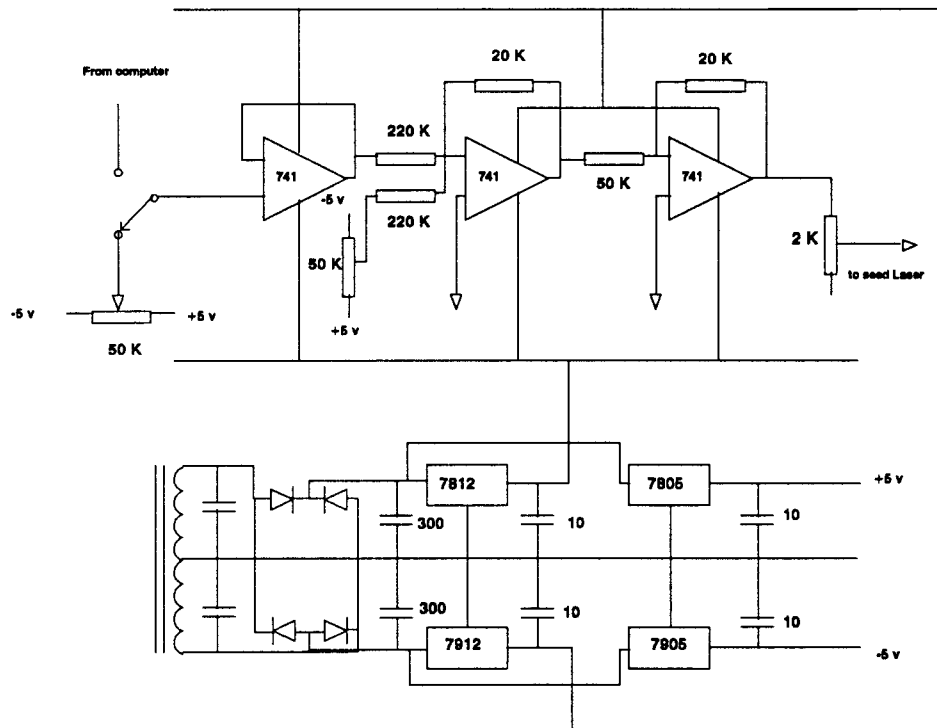 20 K
20 K
From computer
220 K
741
741
50 K
741
-5 v
220 K
50 K
2 K
to seed Laser
-5 v
+5 v
+5 v
50 K
7812
7805
+5 v
300
10
10
300
10
10
7912
7905
-5 v